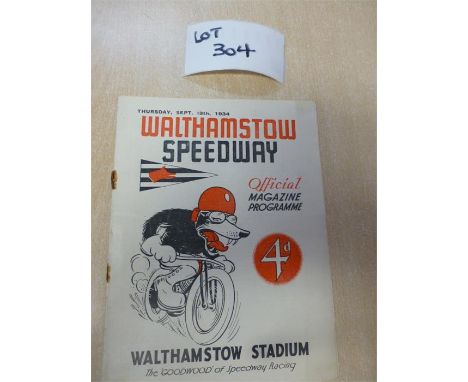 LOT
304
THURSDAY, SEPT. 13th, 1934
WALTHAMSTOW
SPEEDWAY
Official
MAGAZINE
PROGRAMME
4d
WALTHAMSTOW STADIUM
The 'GOODWOOD' of Speedway Racing